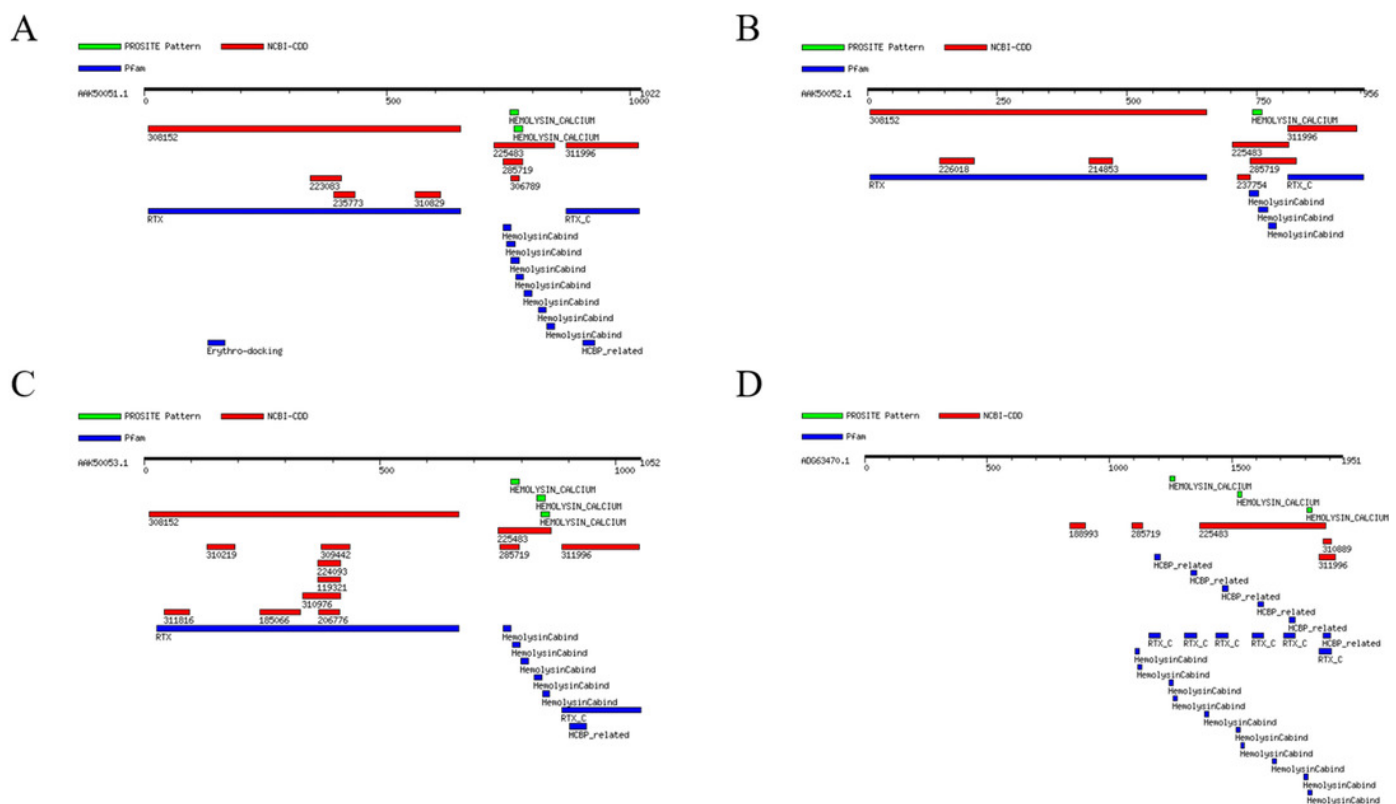 A
PROSITE Pattern NCBI-CDD
Pfam
AAK50051.1
0 500 1000 1022
HEMOLYSIN_CALCIUM
308152 HEMOLYSIN_CALCIUM
225483 311996
285719
223083 306789
235773 310829
RTX RTX_C
HemolysinCabind
HemolysinCabind
HemolysinCabind
HemolysinCabind
HemolysinCabind
HemolysinCabind
HemolysinCabind
Erythro-docking HCBP_related
B
PROSITE Pattern NCBI-CDD
Pfam
AAK50052.1
0 250 500 750 956
HEMOLYSIN_CALCIUM
308152 311996
225483
226018 214853 285719
RTX 237754 RTX_C
HemolysinCabind
HemolysinCabind
HemolysinCabind
C
PROSITE Pattern NCBI-CDD
Pfam
AAK50053.1
0 500 1000 1052
HEMOLYSIN_CALCIUM
HEMOLYSIN_CALCIUM
308152 HEMOLYSIN_CALCIUM
225483
310219 309442 285719 311996
224093
119321
310976
311816 185066 206776
RTX HemolysinCabind
HemolysinCabind
HemolysinCabind
HemolysinCabind
HemolysinCabind
RTX_C
HCBP_related
D
PROSITE Pattern NCBI-CDD
Pfam
ADG63470.1
0 500 1000 1500 1951
HEMOLYSIN_CALCIUM
HEMOLYSIN_CALCIUM
HEMOLYSIN_CALCIUM
188993 285719 225483
310889
311996
HCBP_related
HCBP_related
HCBP_related
HCBP_related
HCBP_related
RTX_C RTX_C RTX_C RTX_C RTX_C HCBP_related
HemolysinCabind RTX_C
HemolysinCabind
HemolysinCabind
HemolysinCabind
HemolysinCabind
HemolysinCabind
HemolysinCabind
HemolysinCabind
HemolysinCabind
HemolysinCabind